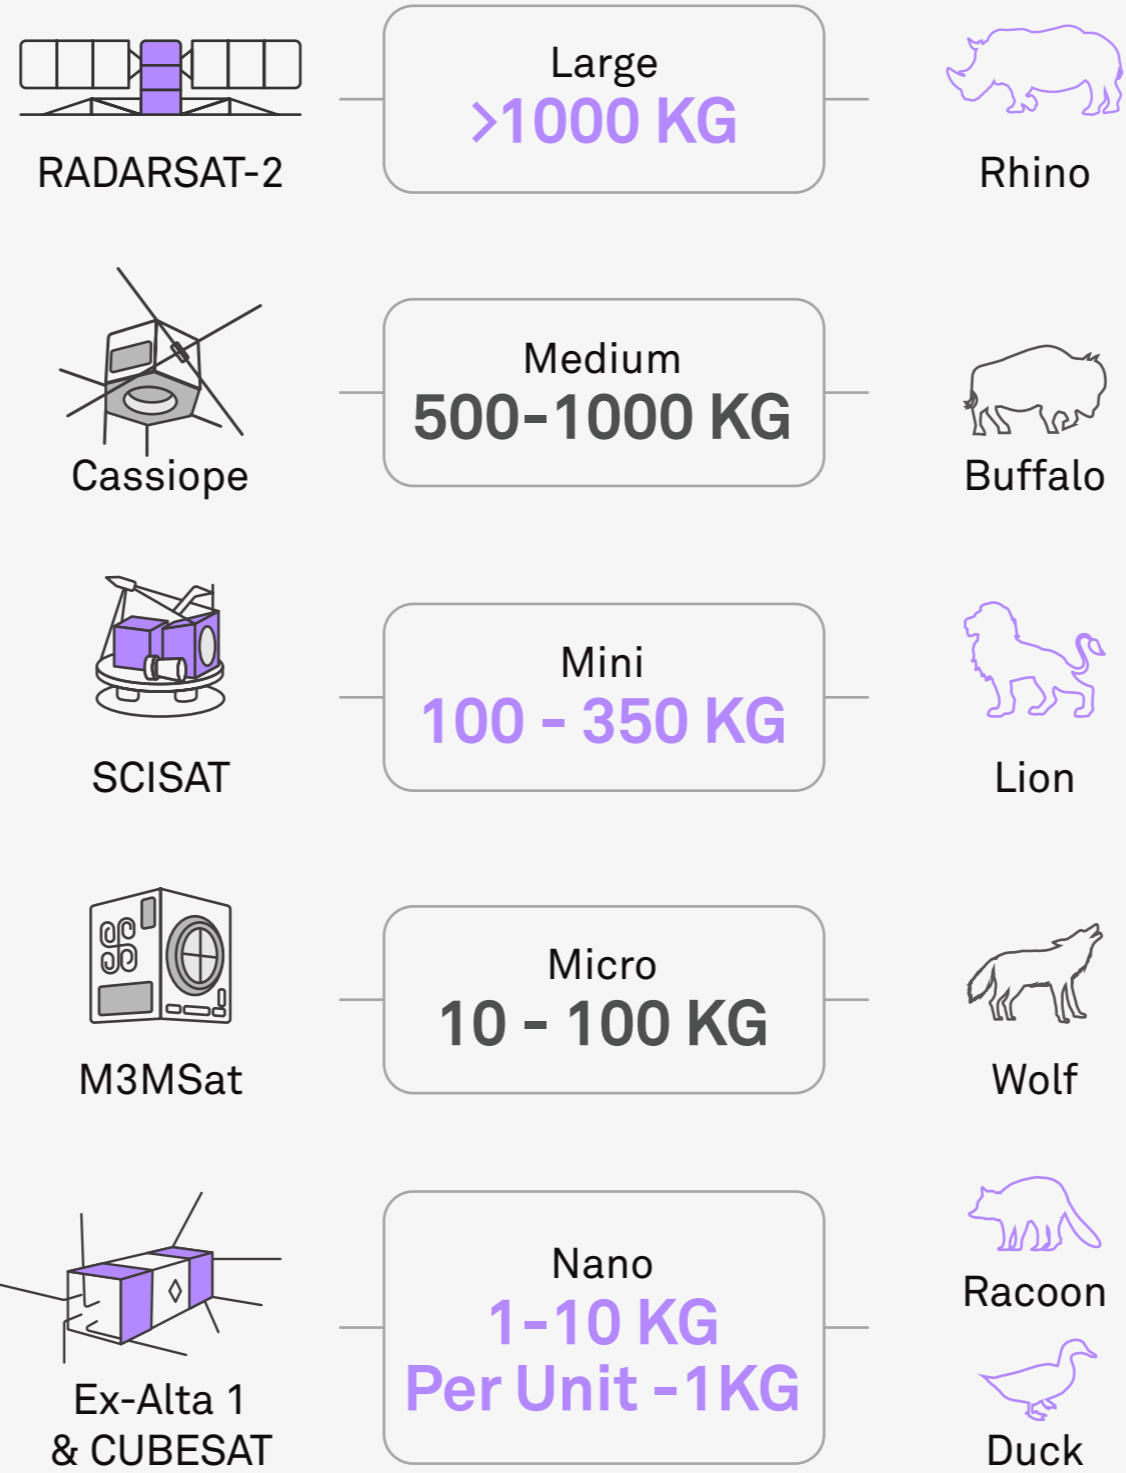 RADARSAT-2
Large
>1000 KG
Rhino
Cassiope
Medium
500-1000 KG
Buffalo
SCISAT
Mini
100 - 350 KG
Lion
M3MSat
Micro
10 - 100 KG
Wolf
Ex-Alta 1
& CUBESAT
Nano
1-10 KG
Per Unit -1KG
Racoon
Duck